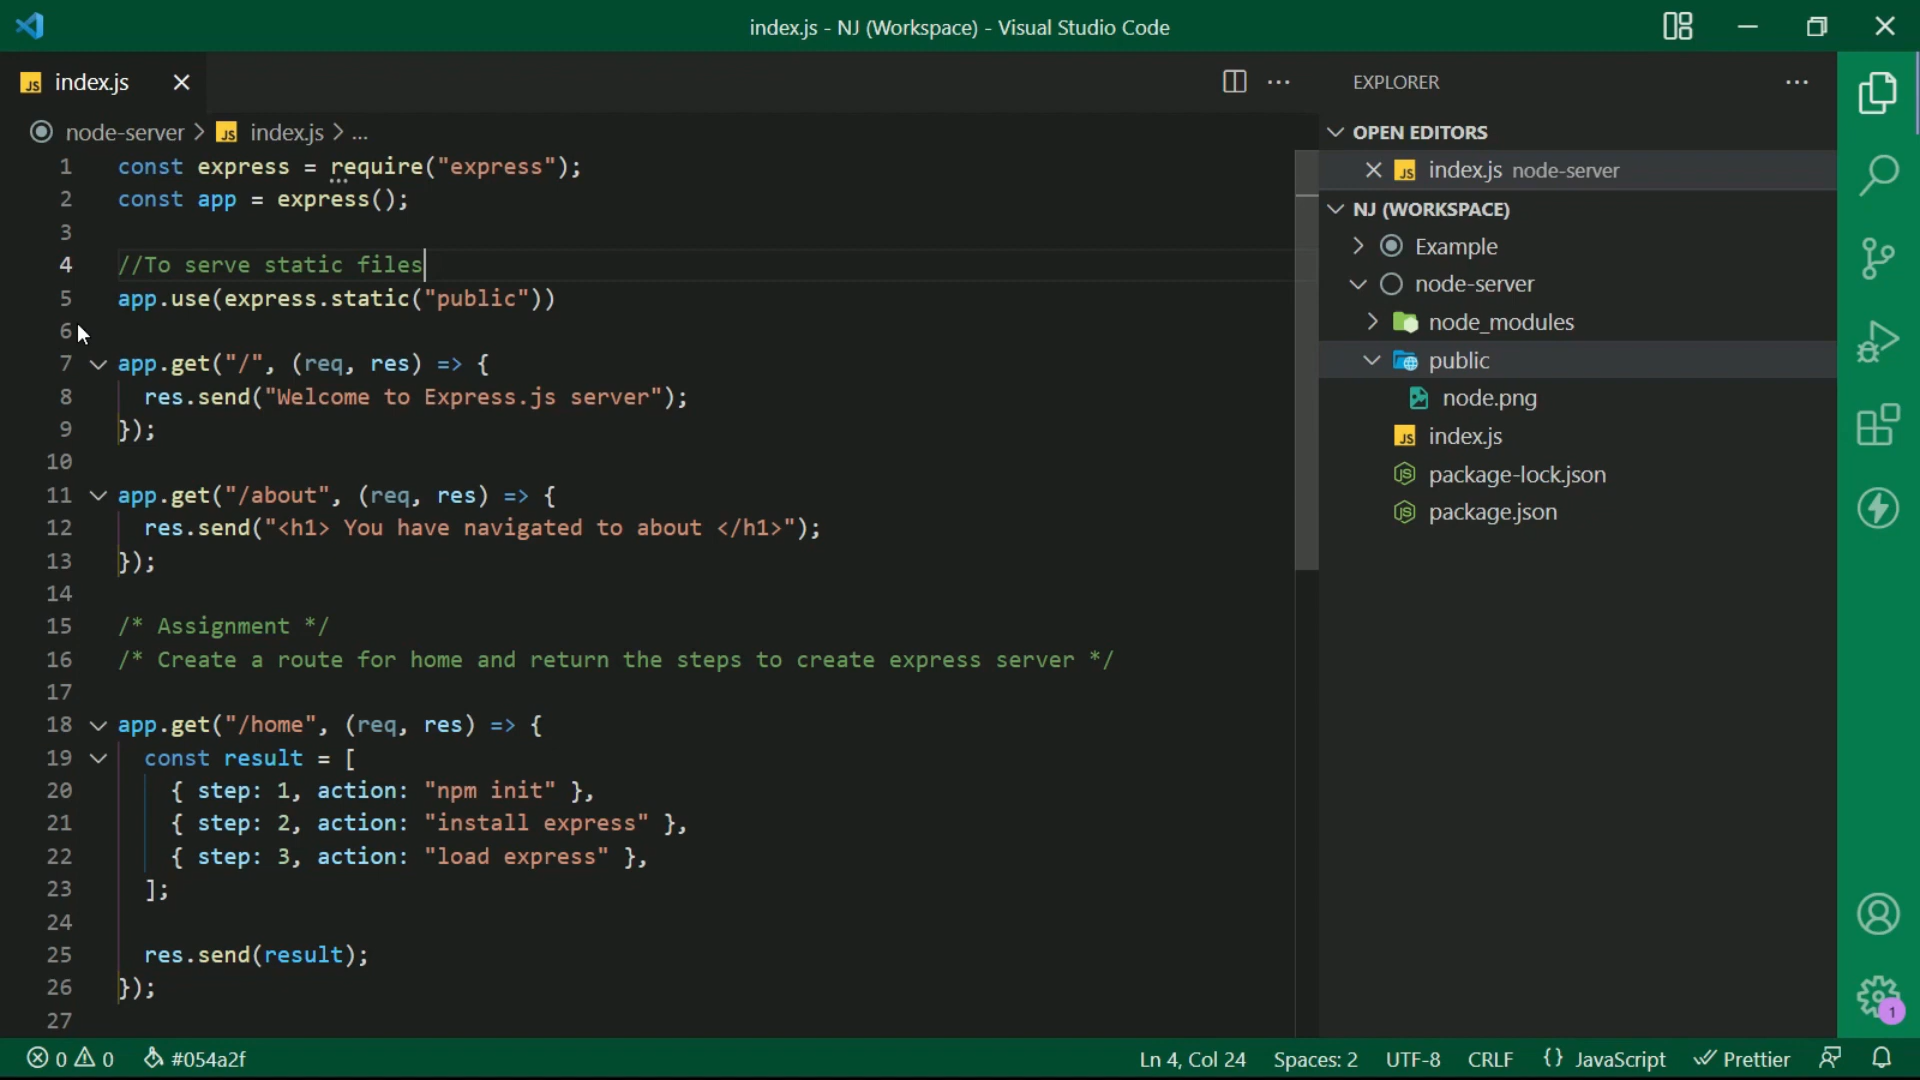 index.js - NJ (Workspace) - Visual Studio Code
JS index.js
node-server > JS index.js > ...
1 const express = require("express");
2 const app = express();
3
4 //To serve static files
5 app.use(express.static("public"))
6
7 app.get("/", (req, res) => {
8 res.send("Welcome to Express.js server");
9 });
10
11 app.get("/about", (req, res) => {
12 res.send("<h1> You have navigated to about </h1>");
13 });
14
15 /* Assignment */
16 /* Create a route for home and return the steps to create express server */
17
18 app.get("/home", (req, res) => {
19 const result = [
20 { step: 1, action: "npm init" },
21 { step: 2, action: "install express" },
22 { step: 3, action: "load express" },
23 ];
24
25 res.send(result);
26 });
27
EXPLORER
OPEN EDITORS
JS index.js node-server
NJ (WORKSPACE)
Example
node-server
node_modules
public
node.png
JS index.js
JS package-lock.json
JS package.json
1
0 0 #054a2f
Ln 4, Col 24 Spaces: 2 UTF-8 CRLF {} JavaScript Prettier